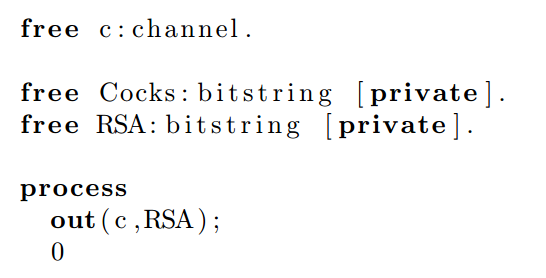 free c:channel.
free Cocks:bitstring [private].
free RSA:bitstring [private].
process
out(c,RSA);
0